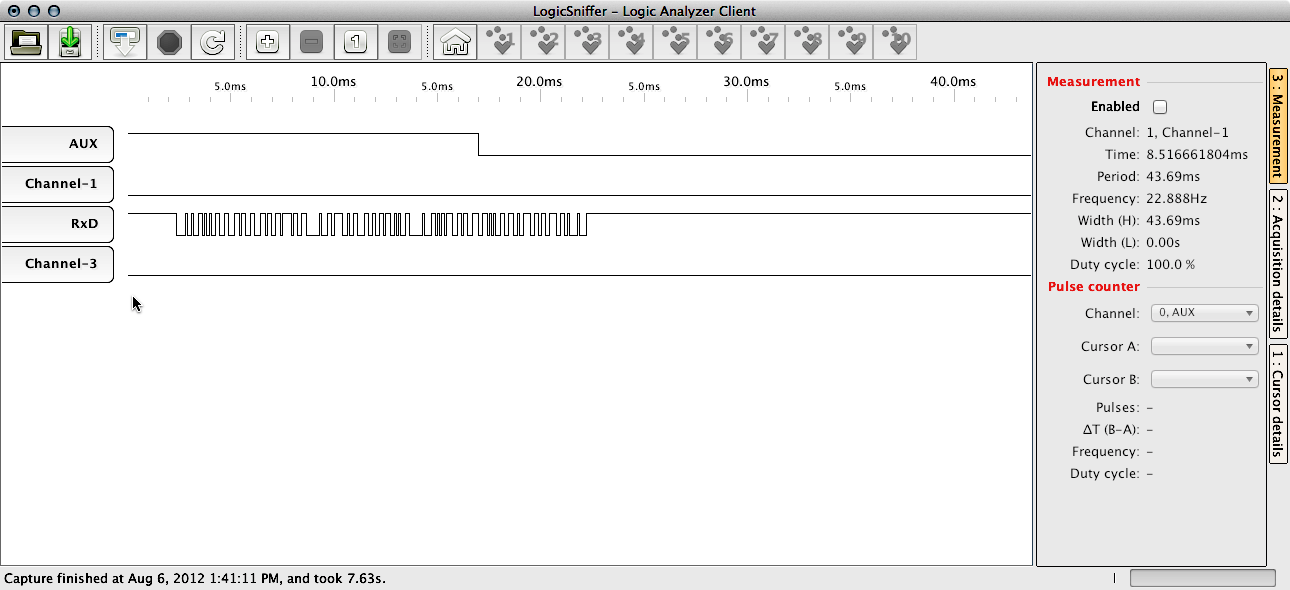 LogicSniffer - Logic Analyzer Client
1
1 2 3 4 5 6 7 8 9 0
10.0ms 20.0ms 30.0ms 40.0ms
5.0ms 5.0ms 5.0ms 5.0ms
AUX
Channel-1
RxD
Channel-3
Measurement
Enabled
Channel: 1, Channel-1
Time: 8.516661804ms
Period: 43.69ms
Frequency: 22.888Hz
Width (H): 43.69ms
Width (L): 0.00s
Duty cycle: 100.0 %
Pulse counter
Channel: 0, AUX
Cursor A:
Cursor B:
Pulses: -
ΔT (B-A): -
Frequency: -
Duty cycle: -
3 : Measurement
2 : Acquisition details
1 : Cursor details
Capture finished at Aug 6, 2012 1:41:11 PM, and took 7.63s.